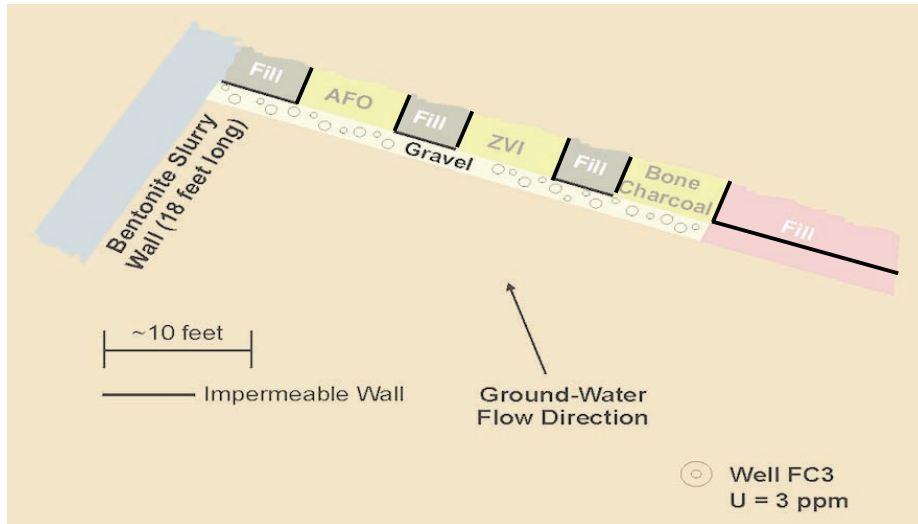 Fill
AFO
Fill
ZVI
Fill
Bone
Charcoal
Fill
Gravel
Bentonite Slurry
Wall (18 feet long)
~10 feet
Impermeable Wall
Ground-Water
Flow Direction
Well FC3
U = 3 ppm